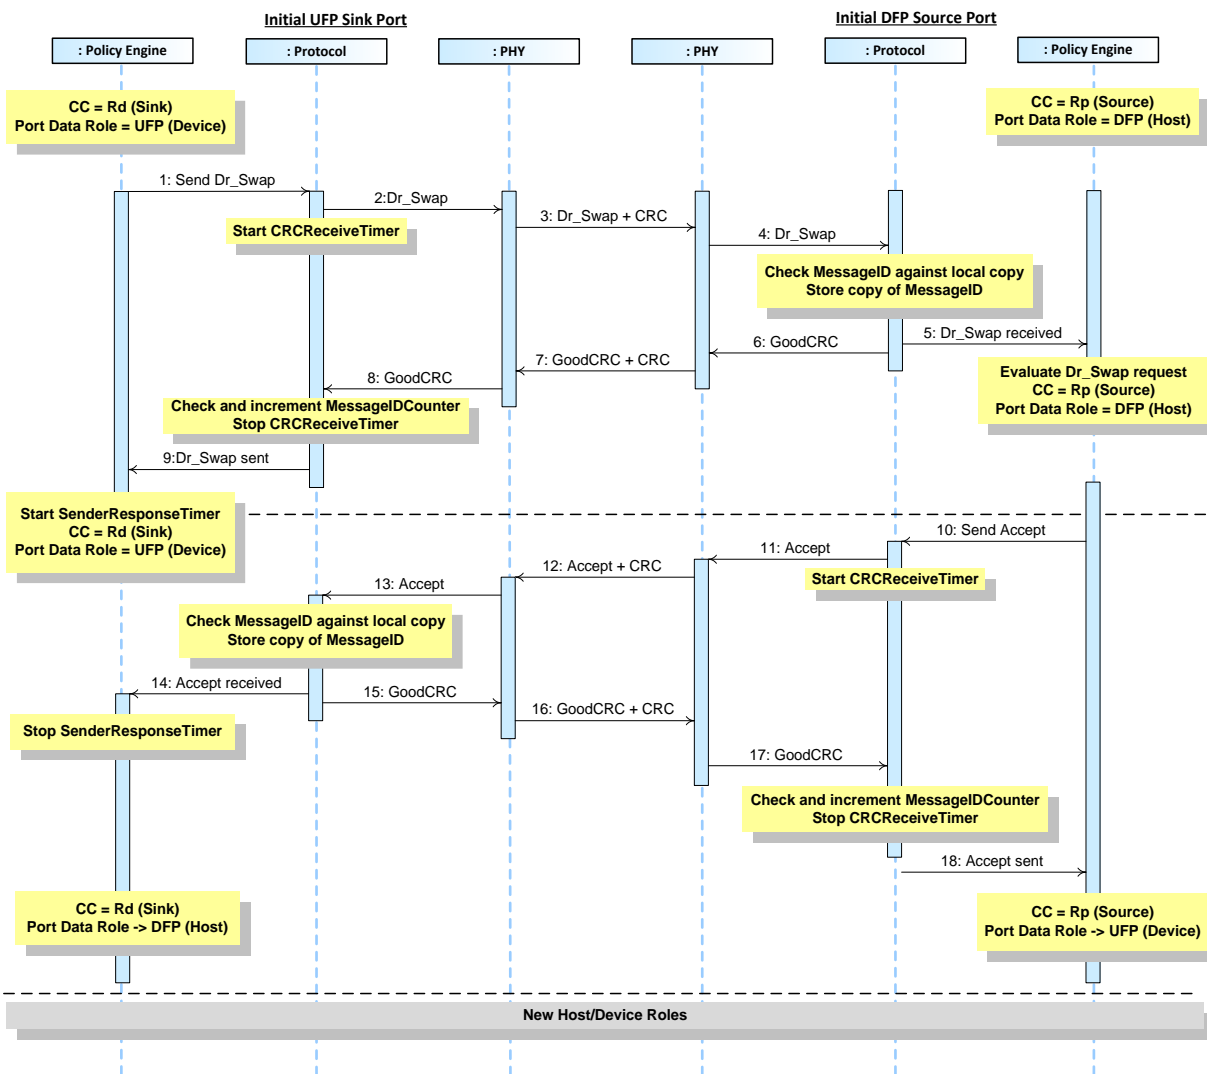 Initial UFP Sink Port
Initial DFP Source Port
: Policy Engine
: Protocol
: PHY
: PHY
: Protocol
: Policy Engine
CC = Rd (Sink)
Port Data Role = UFP (Device)
CC = Rp (Source)
Port Data Role = DFP (Host)
1: Send Dr_Swap
2:Dr_Swap
Start CRCReceiveTimer
3: Dr_Swap + CRC
4: Dr_Swap
Check MessageID against local copy
Store copy of MessageID
5: Dr_Swap received
6: GoodCRC
7: GoodCRC + CRC
8: GoodCRC
Evaluate Dr_Swap request
CC = Rp (Source)
Port Data Role = DFP (Host)
Check and increment MessageIDCounter
Stop CRCReceiveTimer
9:Dr_Swap sent
Start SenderResponseTimer
CC = Rd (Sink)
Port Data Role = UFP (Device)
10: Send Accept
11: Accept
Start CRCReceiveTimer
12: Accept + CRC
13: Accept
Check MessageID against local copy
Store copy of MessageID
14: Accept received
15: GoodCRC
16: GoodCRC + CRC
Stop SenderResponseTimer
17: GoodCRC
Check and increment MessageIDCounter
Stop CRCReceiveTimer
18: Accept sent
CC = Rd (Sink)
Port Data Role -> DFP (Host)
CC = Rp (Source)
Port Data Role -> UFP (Device)
New Host/Device Roles